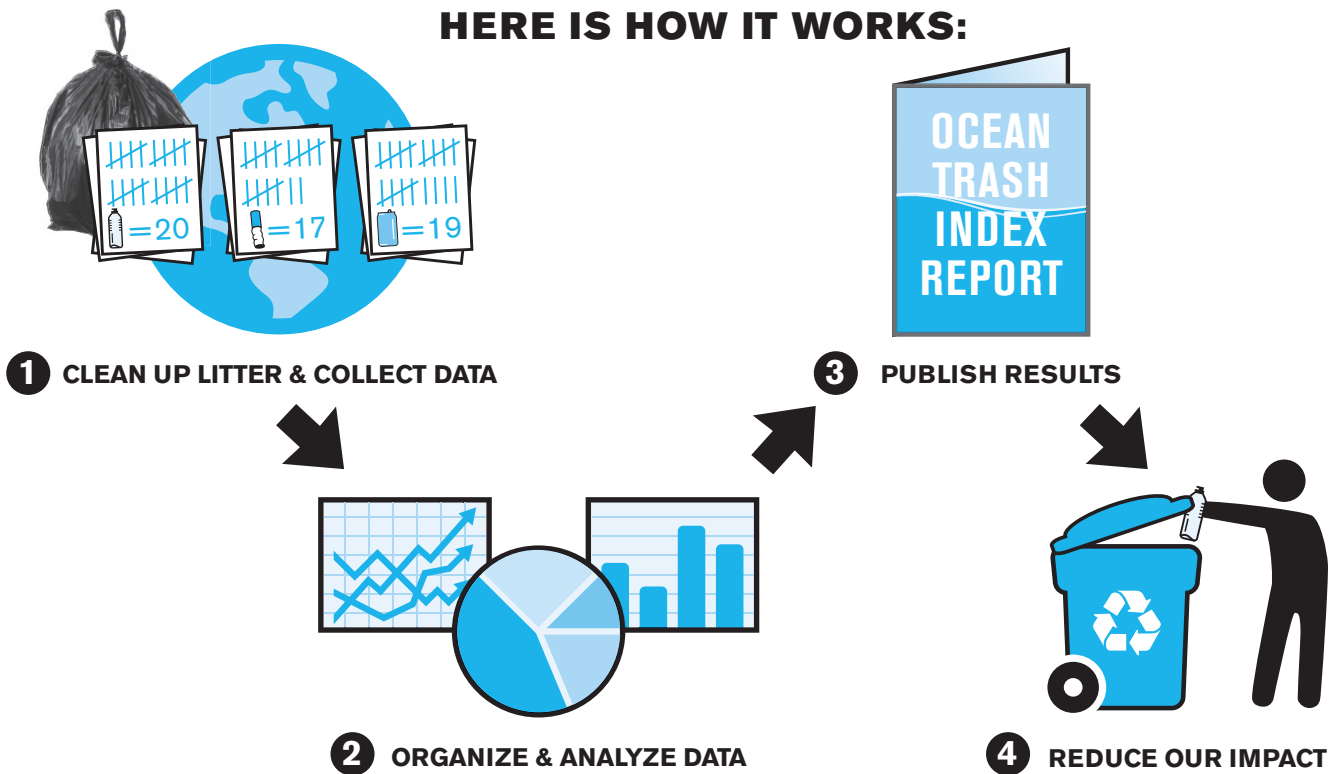 HERE IS HOW IT WORKS:
=20
=17
=19
1 CLEAN UP LITTER & COLLECT DATA
2 ORGANIZE & ANALYZE DATA
OCEAN
TRASH
INDEX
REPORT
3 PUBLISH RESULTS
4 REDUCE OUR IMPACT